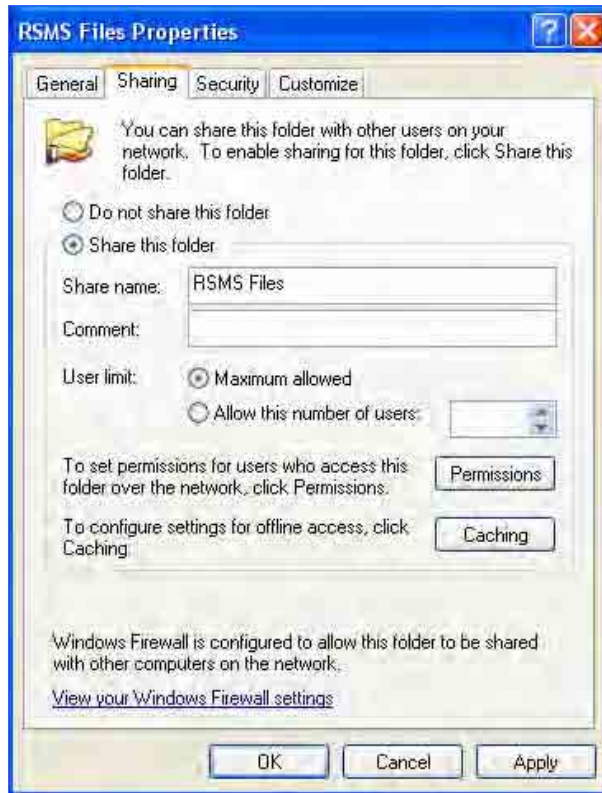 RSMS Files Properties
General Sharing Security Customize
You can share this folder with other users on your
network. To enable sharing for this folder, click Share this
folder.
Do not share this folder
Share this folder
Share name: RSMS Files
Comment:
User limit: Maximum allowed
Allow this number of users:
To set permissions for users who access this
folder over the network, click Permissions.
Permissions
To configure settings for offline access, click
Caching
Caching
Windows Firewall is configured to allow this folder to be shared
with other computers on the network.
View your Windows Firewall settings
OK Cancel Apply